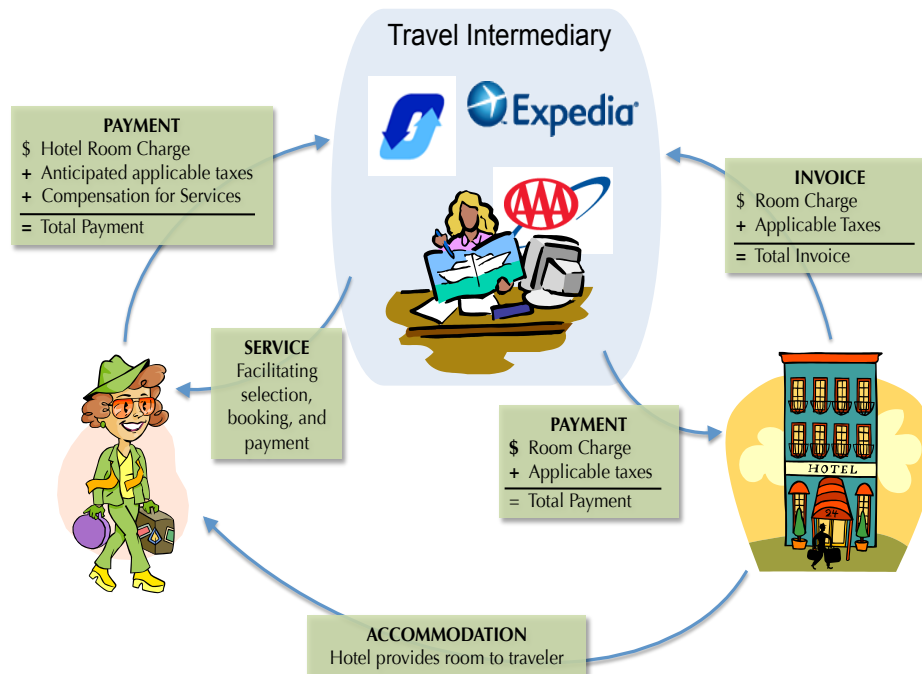 Travel Intermediary
Expedia®
AAA
PAYMENT
$ Hotel Room Charge
+ Anticipated applicable taxes
+ Compensation for Services
= Total Payment
INVOICE
$ Room Charge
+ Applicable Taxes
= Total Invoice
SERVICE
Facilitating
selection,
booking, and
payment
PAYMENT
$ Room Charge
+ Applicable taxes
= Total Payment
HOTEL
24
ACCOMMODATION
Hotel provides room to traveler